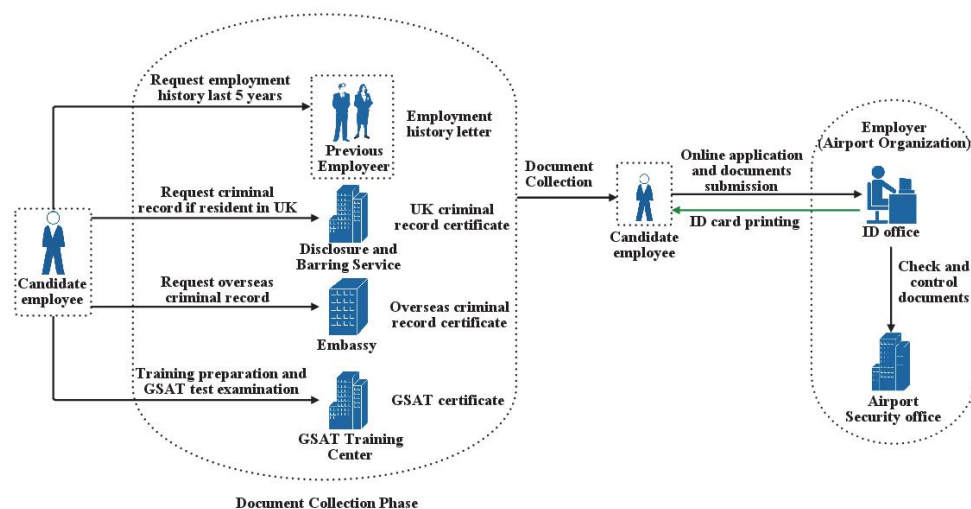 Request employment
history last 5 years
Previous
Employeer
Employment
history letter
Request criminal
record if resident in UK
Disclosure and
Barring Service
UK criminal
record certificate
Candidate
employee
Request overseas
criminal record
Embassy
Overseas criminal
record certificate
Training preparation and
GSAT test examination
GSAT Training
Center
GSAT certificate
Document Collection Phase
Document
Collection
Candidate
employee
Online application
and documents
submission
ID card printing
Employer
(Airport Organization)
ID office
Check and
control
documents
Airport
Security office